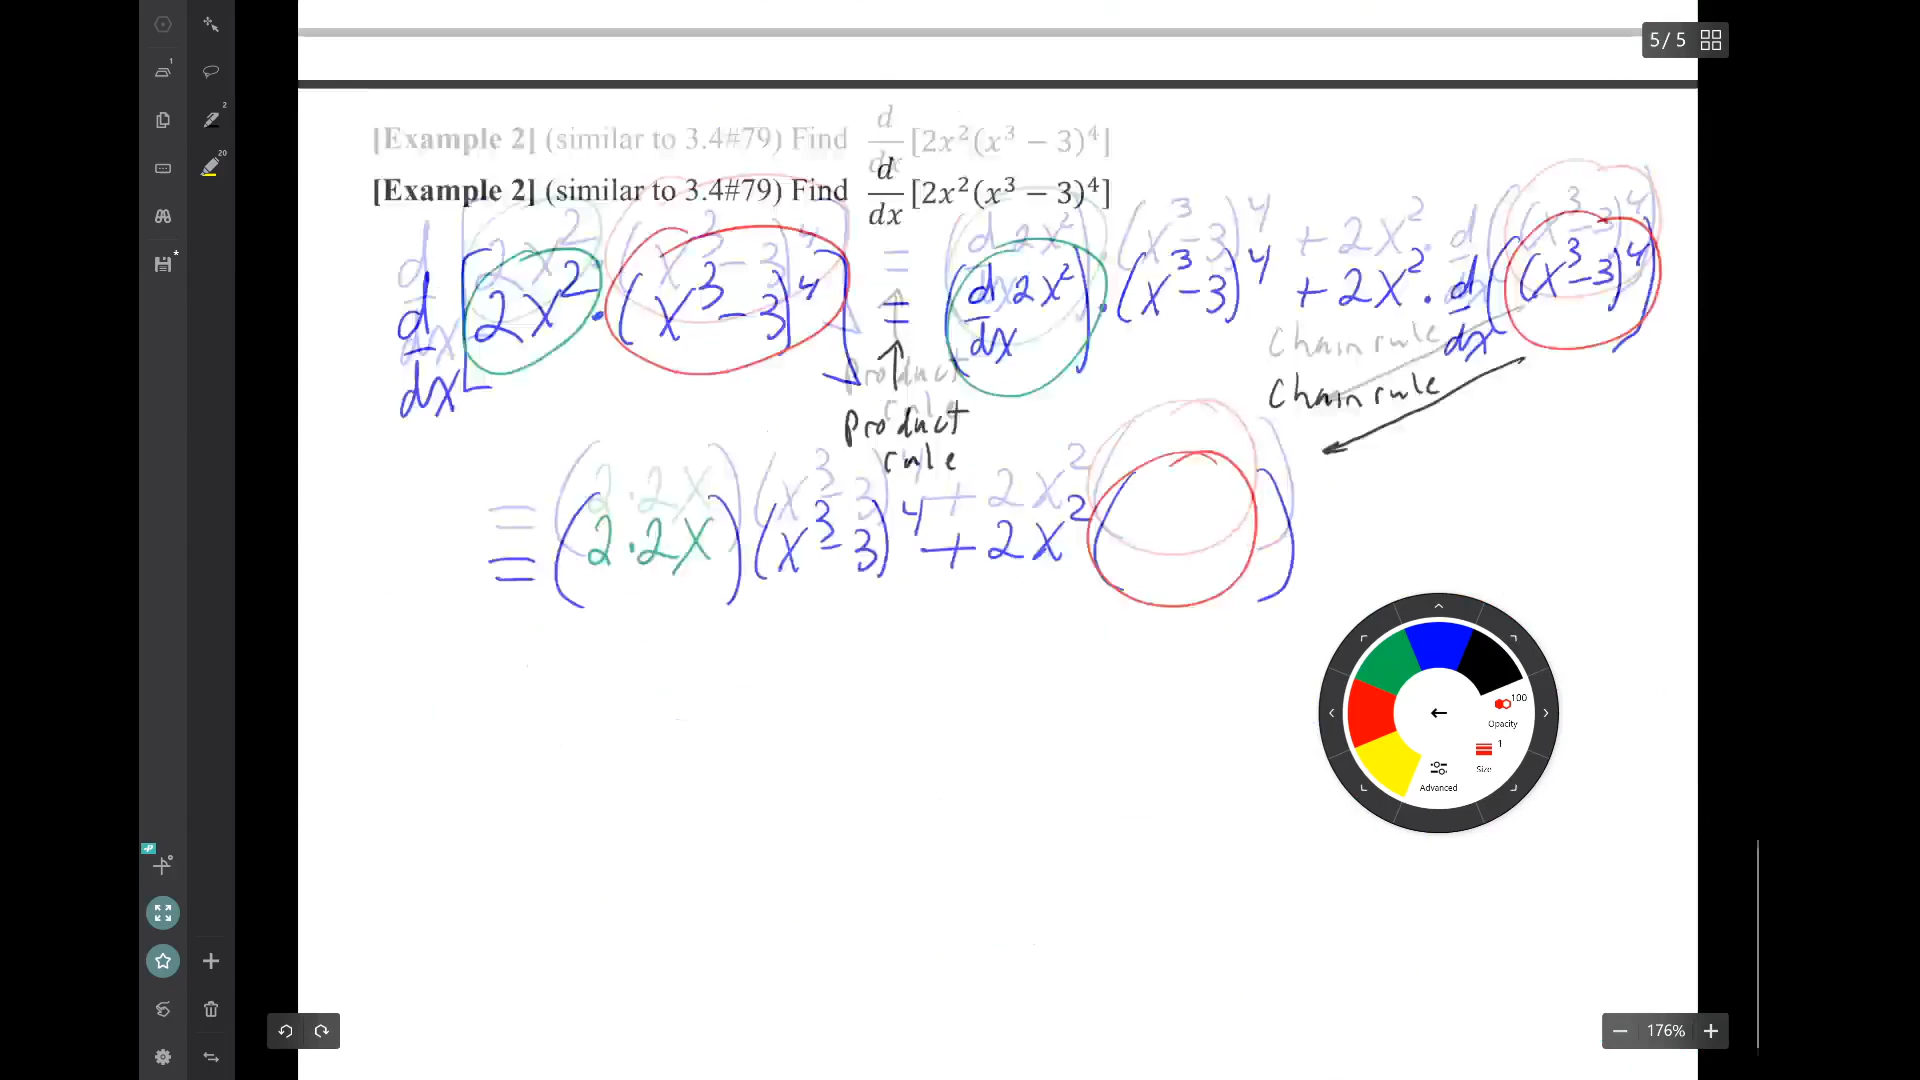 5 / 5
[Example 2] (similar to 3.4#79) Find d/dx [2x²(x³ − 3)⁴]
[Example 2] (similar to 3.4#79) Find d/dx [2x²(x³ − 3)⁴]
d/dx [2x² · (x³−3)⁴] = (d/dx 2x²) · (x³−3)⁴ + 2x² · d/dx ((x³−3)⁴)
Chain rule
Product rule
= (2·2x)(x³−3)⁴ + 2x² ( )
100
Opacity
1
Size
Advanced
176%